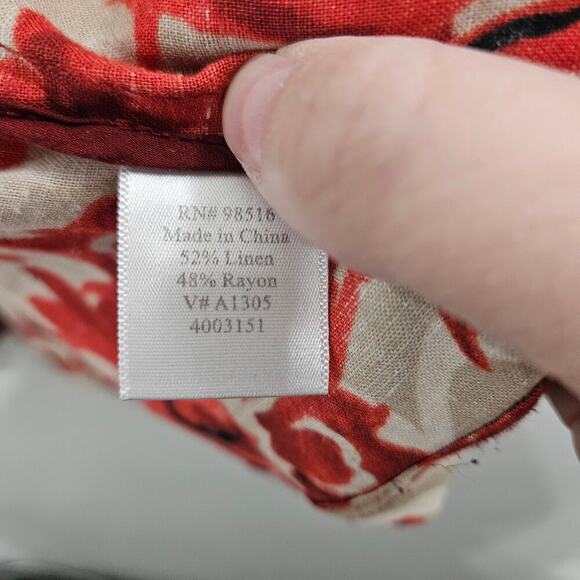 RN# 98516
Made in China
52% Linen
48% Rayon
V# A1305
4003151